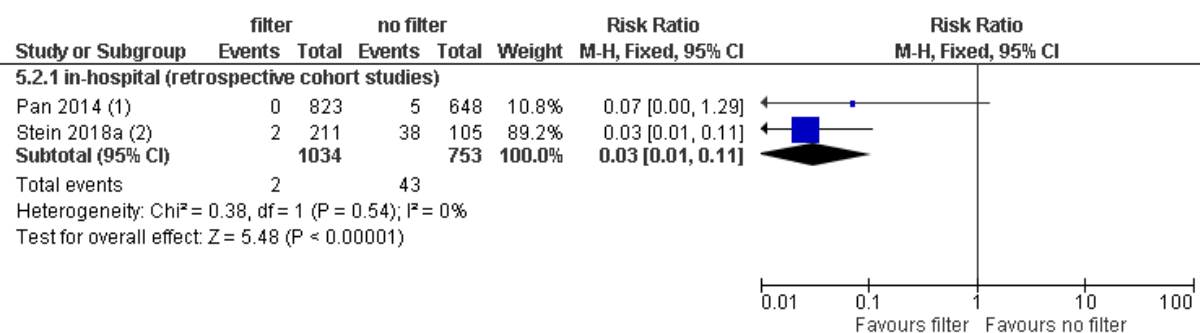 filter no filter Risk Ratio Risk Ratio
Study or Subgroup Events Total Events Total Weight M-H, Fixed, 95% CI M-H, Fixed, 95% CI
5.2.1 in-hospital (retrospective cohort studies)
Pan 2014 (1) 0 823 5 648 10.8% 0.07 [0.00, 1.29]
Stein 2018a (2) 2 211 38 105 89.2% 0.03 [0.01, 0.11]
Subtotal (95% CI) 1034 753 100.0% 0.03 [0.01, 0.11]
Total events 2 43
Heterogeneity: Chi² = 0.38, df = 1 (P = 0.54); I² = 0%
Test for overall effect: Z = 5.48 (P < 0.00001)
0.01 0.1 1 10 100
Favours filter Favours no filter